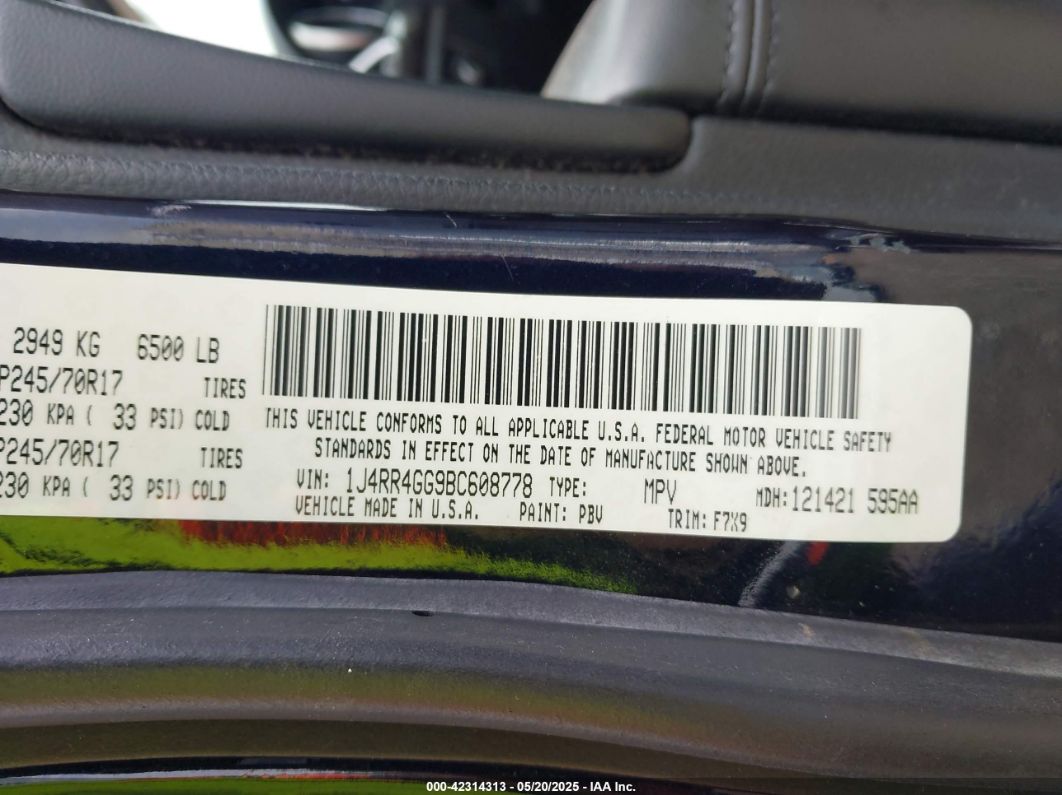 2949 KG 6500 LB
P245/70R17 TIRES
230 KPA ( 33 PSI) COLD
P245/70R17 TIRES
230 KPA ( 33 PSI) COLD
THIS VEHICLE CONFORMS TO ALL APPLICABLE U.S.A. FEDERAL MOTOR VEHICLE SAFETY
STANDARDS IN EFFECT ON THE DATE OF MANUFACTURE SHOWN ABOVE.
VIN: 1J4RR4GG9BC608778 TYPE: MPV MDH:121421 595AA
VEHICLE MADE IN U.S.A. PAINT: PBV TRIM: F7X9
000-42314313 - 05/20/2025 - IAA Inc.